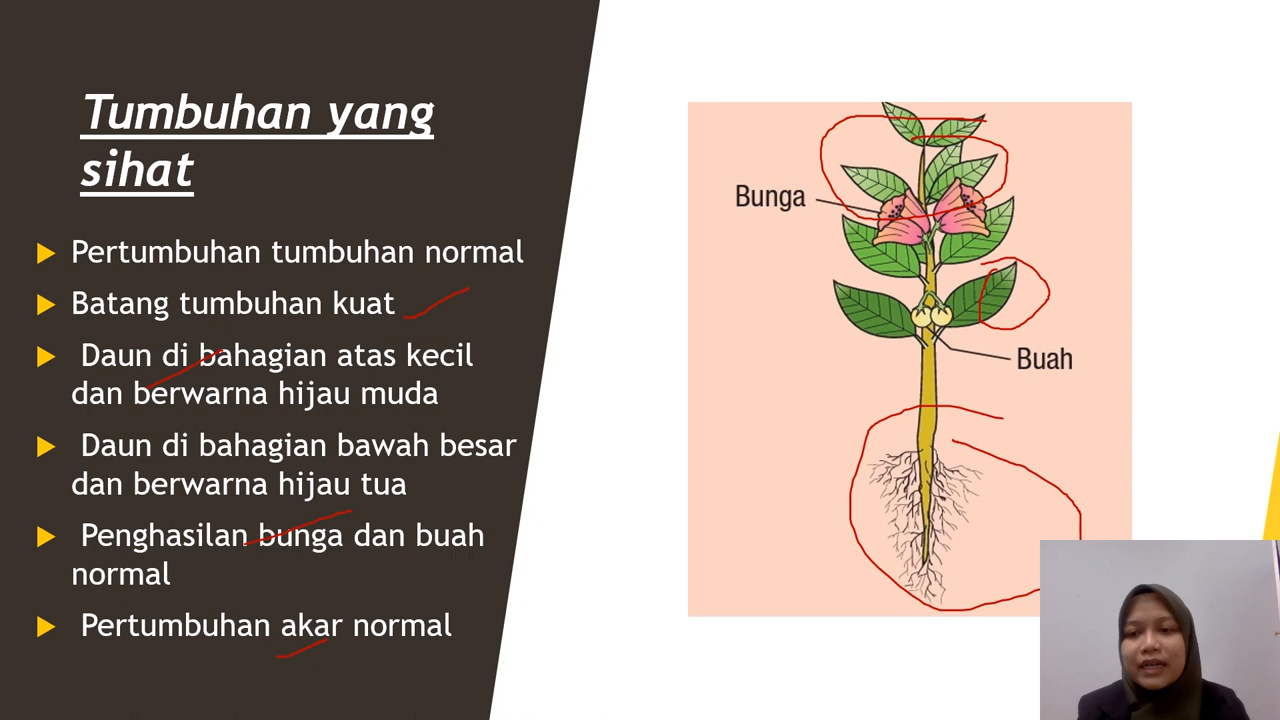 Tumbuhan yang
sihat
Pertumbuhan tumbuhan normal
Batang tumbuhan kuat
Daun di bahagian atas kecil
dan berwarna hijau muda
Daun di bahagian bawah besar
dan berwarna hijau tua
Penghasilan bunga dan buah
normal
Pertumbuhan akar normal
Bunga
Buah